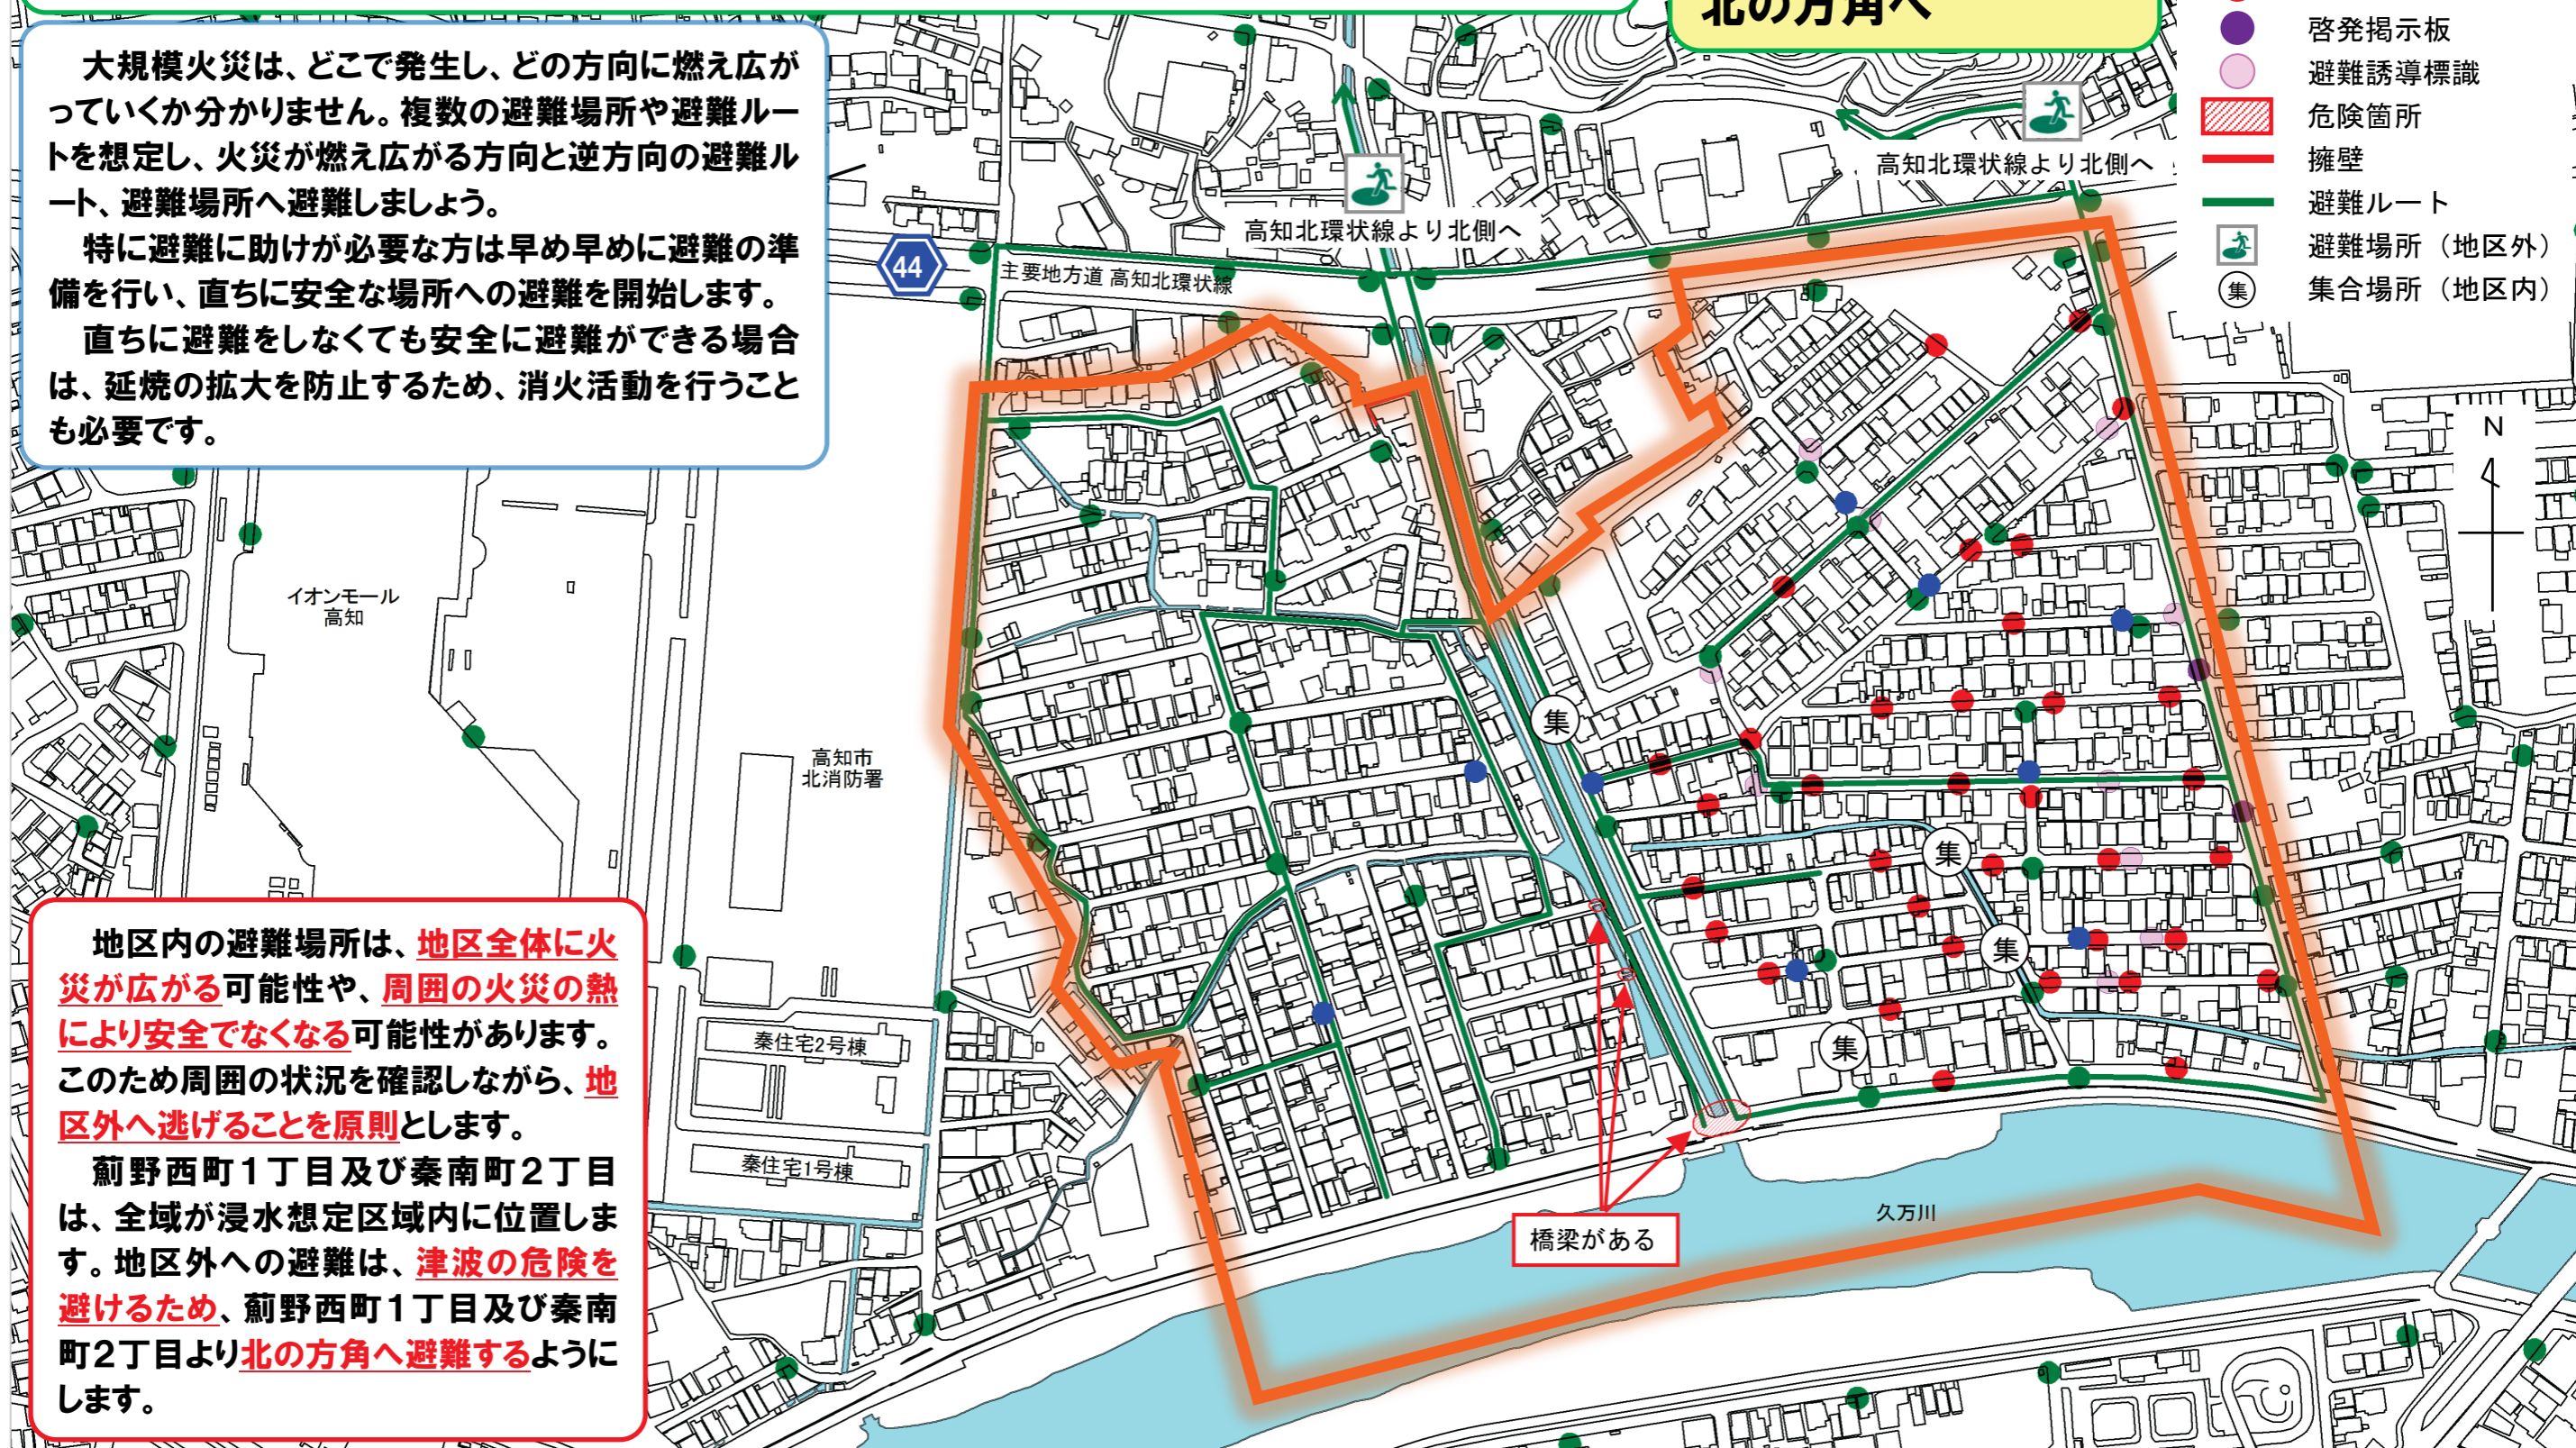 北の方角へ
大規模火災は、どこで発生し、どの方向に燃え広が
っていくか分かりません。複数の避難場所や避難ルー
トを想定し、火災が燃え広がる方向と逆方向の避難ル
ート、避難場所へ避難しましょう。
特に避難に助けが必要な方は早め早めに避難の準
備を行い、直ちに安全な場所への避難を開始します。
直ちに避難をしなくても安全に避難ができる場合
は、延焼の拡大を防止するため、消火活動を行うこと
も必要です。
啓発掲示板
避難誘導標識
危険箇所
擁壁
避難ルート
避難場所（地区外）
集 集合場所（地区内）
高知北環状線より北側へ
高知北環状線より北側へ
44
主要地方道 高知北環状線
N
イオンモール
高知
高知市
北消防署
集
集
集
集
秦住宅2号棟
秦住宅1号棟
橋梁がある
久万川
地区内の避難場所は、地区全体に火
災が広がる可能性や、周囲の火災の熱
により安全でなくなる可能性があります。
このため周囲の状況を確認しながら、地
区外へ逃げることを原則とします。
薊野西町１丁目及び秦南町２丁目
は、全域が浸水想定区域内に位置しま
す。地区外への避難は、津波の危険を
避けるため、薊野西町１丁目及び秦南
町２丁目より北の方角へ避難するように
します。